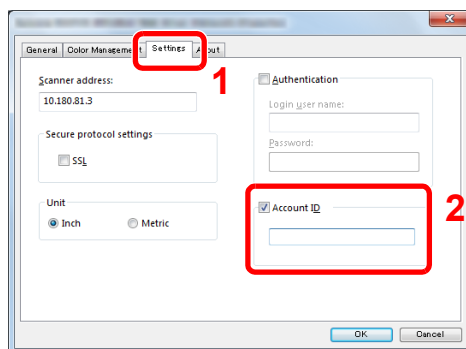 General
Color Management
Settings
1
Scanner address:
10.180.81.3
Secure protocol settings
SSL
Unit
Inch
Metric
Authentication
Login user name:
Password:
Account ID
2
OK
Cancel